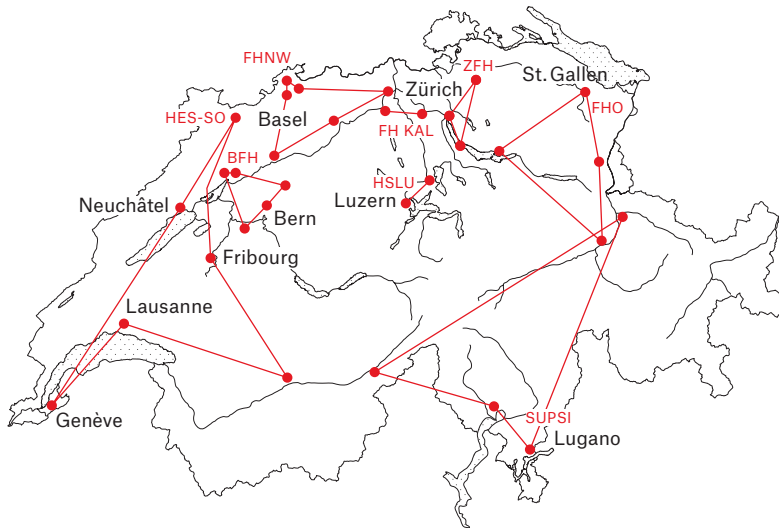 FHNW
ZFH
St. Gallen
Zürich
FHO
HES-SO
Basel
FH KAL
BFH
HSLU
Neuchâtel
Luzern
Bern
Fribourg
Lausanne
Genève
SUPSI
Lugano